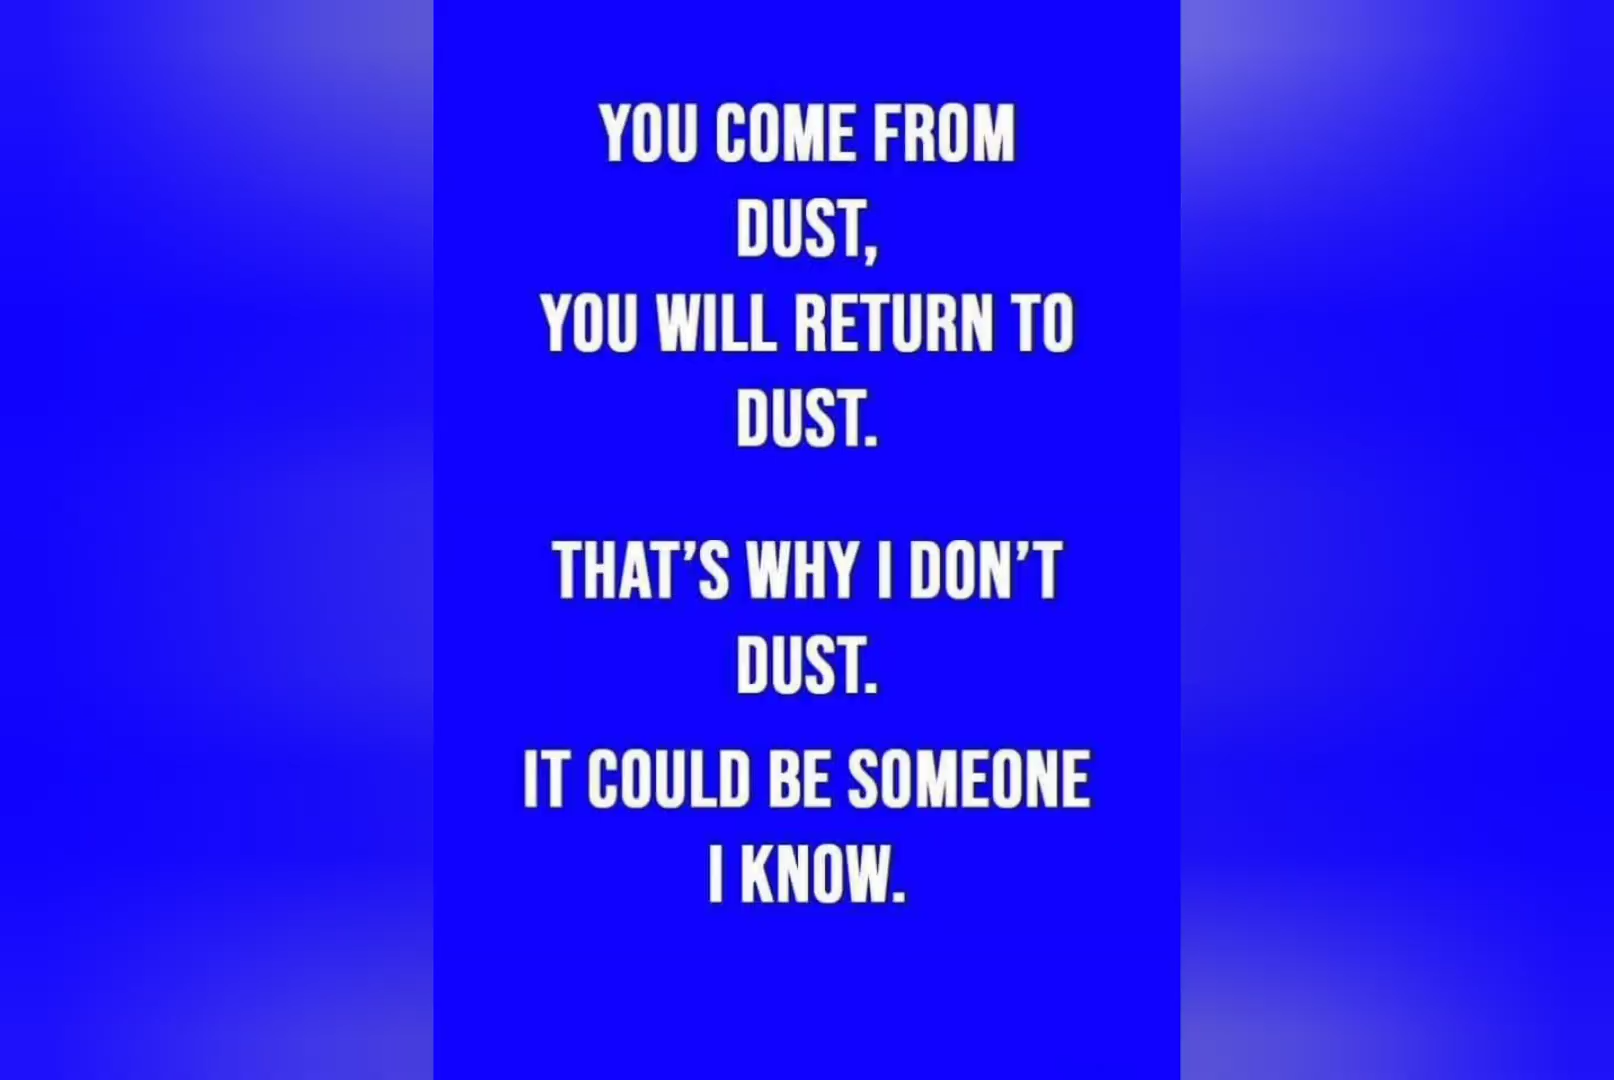 YOU COME FROM
DUST,
YOU WILL RETURN TO
DUST.
THAT’S WHY I DON’T
DUST.
IT COULD BE SOMEONE
I KNOW.